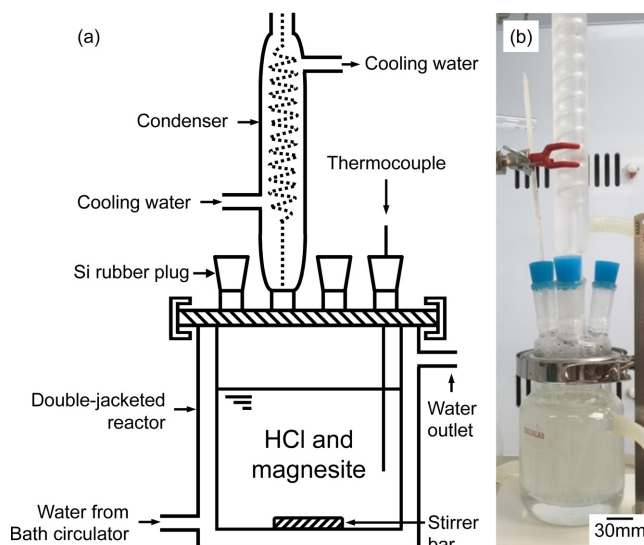 (a)
Cooling water
Condenser
Thermocouple
Cooling water
Si rubber plug
Double-jacketed
reactor
HCl and
magnesite
Water
outlet
Water from
Bath circulator
Stirrer
bar
(b)
30mm